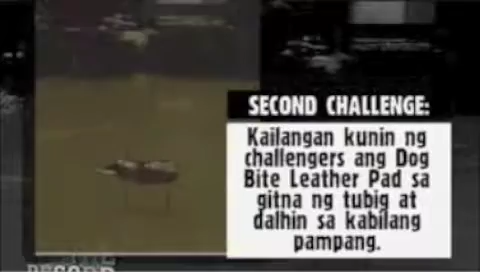 SECOND CHALLENGE:
Kailangan kunin ng
challengers ang Dog
Bite Leather Pad sa
gitna ng tubig at
dalhin sa kabilang
pampang.